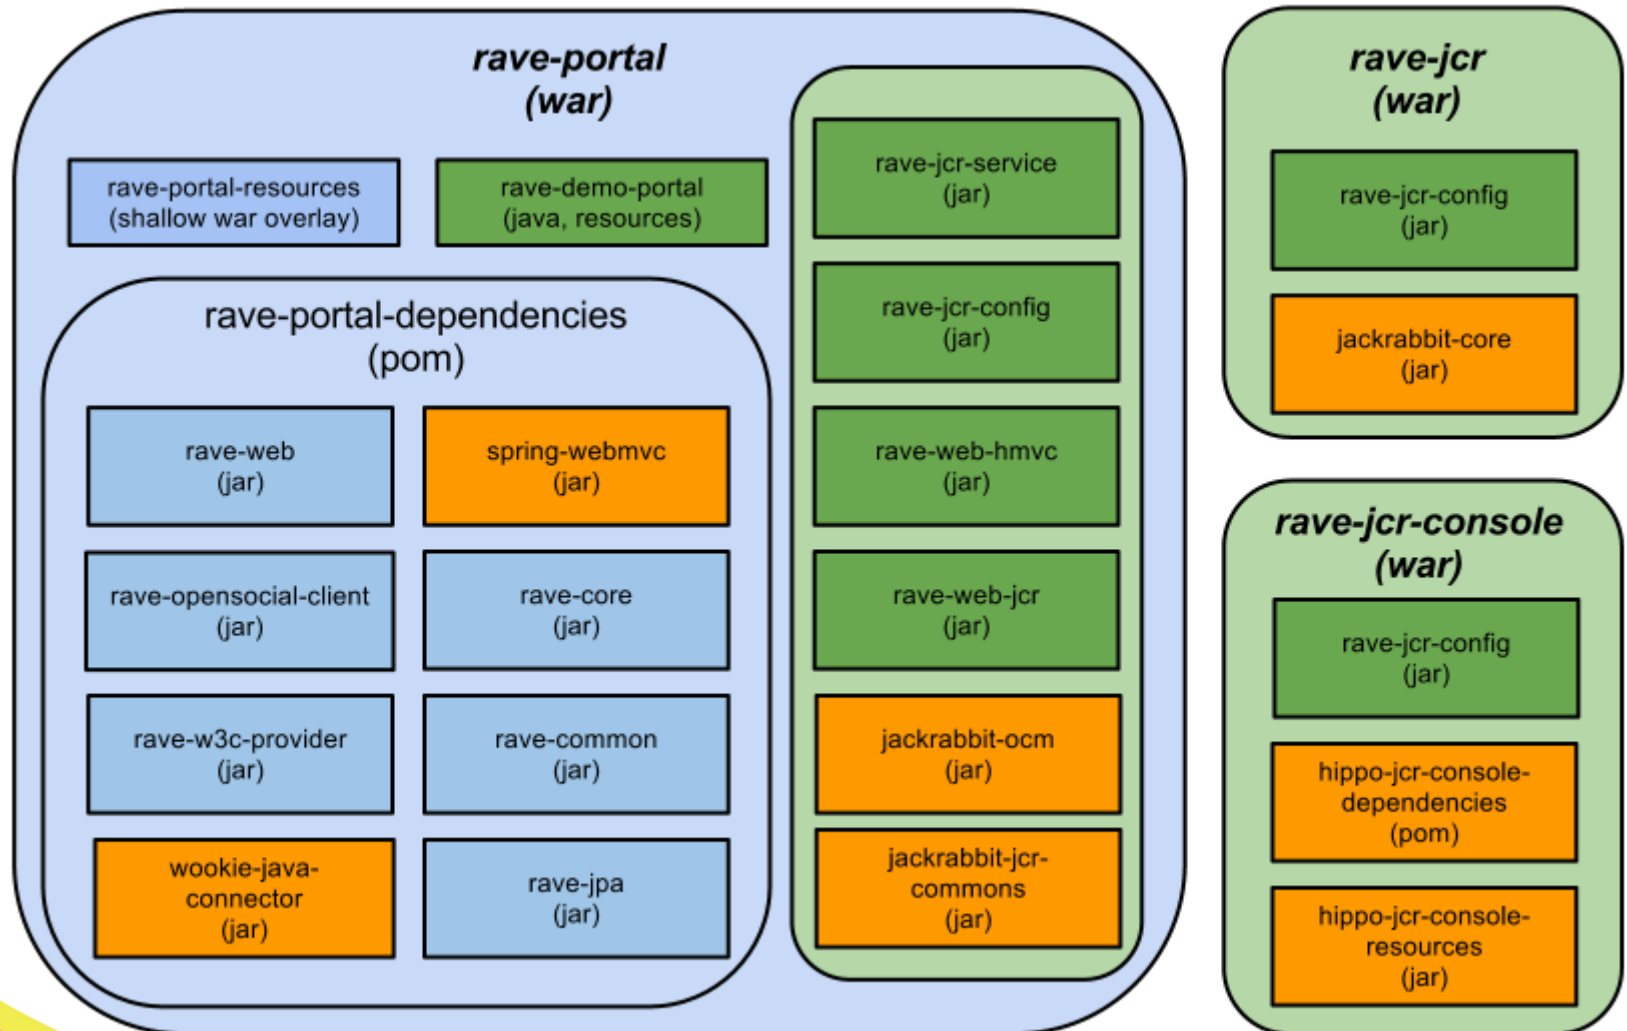 rave-portal
(war)
rave-portal-resources
(shallow war overlay)
rave-demo-portal
(java, resources)
rave-portal-dependencies
(pom)
rave-web
(jar)
spring-webmvc
(jar)
rave-opensocial-client
(jar)
rave-core
(jar)
rave-w3c-provider
(jar)
rave-common
(jar)
wookie-java-
connector
(jar)
rave-jpa
(jar)
rave-jcr-service
(jar)
rave-jcr-config
(jar)
rave-web-hmvc
(jar)
rave-web-jcr
(jar)
jackrabbit-ocm
(jar)
jackrabbit-jcr-
commons
(jar)
rave-jcr
(war)
rave-jcr-config
(jar)
jackrabbit-core
(jar)
rave-jcr-console
(war)
rave-jcr-config
(jar)
hippo-jcr-console-
dependencies
(pom)
hippo-jcr-console-
resources
(jar)